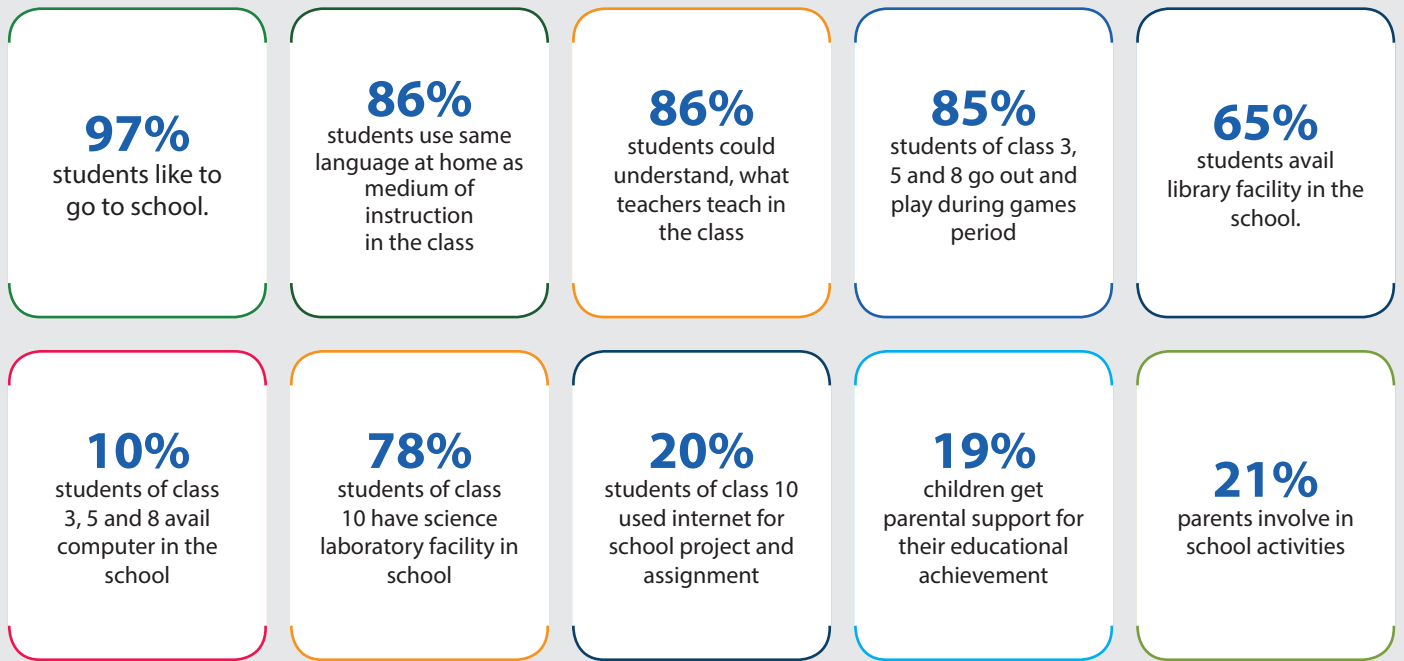 97%
students like to
go to school.
86%
students use same
language at home as
medium of
instruction
in the class
86%
students could
understand, what
teachers teach in
the class
85%
students of class 3,
5 and 8 go out and
play during games
period
65%
students avail
library facility in the
school.
10%
students of class
3, 5 and 8 avail
computer in the
school
78%
students of class
10 have science
laboratory facility in
school
20%
students of class 10
used internet for
school project and
assignment
19%
children get
parental support for
their educational
achievement
21%
parents involve in
school activities